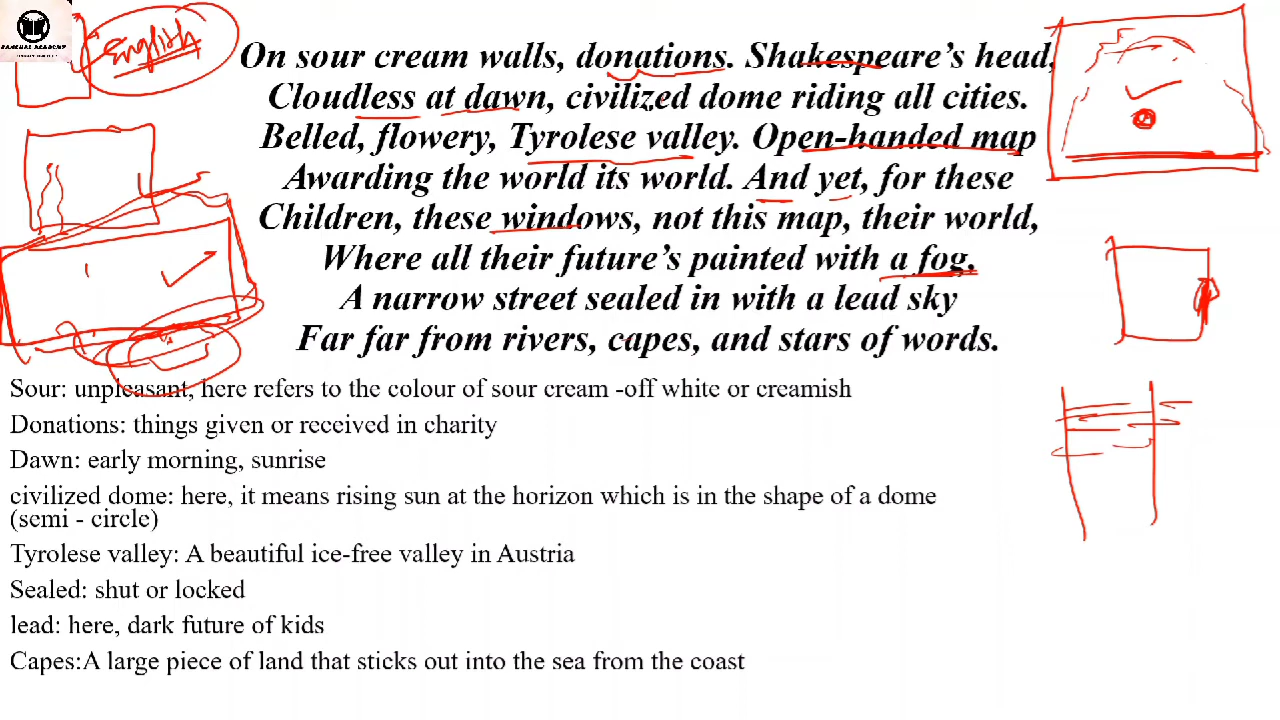 English
On sour cream walls, donations. Shakespeare's head,
Cloudless at dawn, civilized dome riding all cities.
Belled, flowery, Tyrolese valley. Open-handed map
Awarding the world its world. And yet, for these
Children, these windows, not this map, their world,
Where all their future's painted with a fog,
A narrow street sealed in with a lead sky
Far far from rivers, capes, and stars of words.
Sour: unpleasant, here refers to the colour of sour cream -off white or creamish
Donations: things given or received in charity
Dawn: early morning, sunrise
civilized dome: here, it means rising sun at the horizon which is in the shape of a dome
(semi - circle)
Tyrolese valley: A beautiful ice-free valley in Austria
Sealed: shut or locked
lead: here, dark future of kids
Capes:A large piece of land that sticks out into the sea from the coast